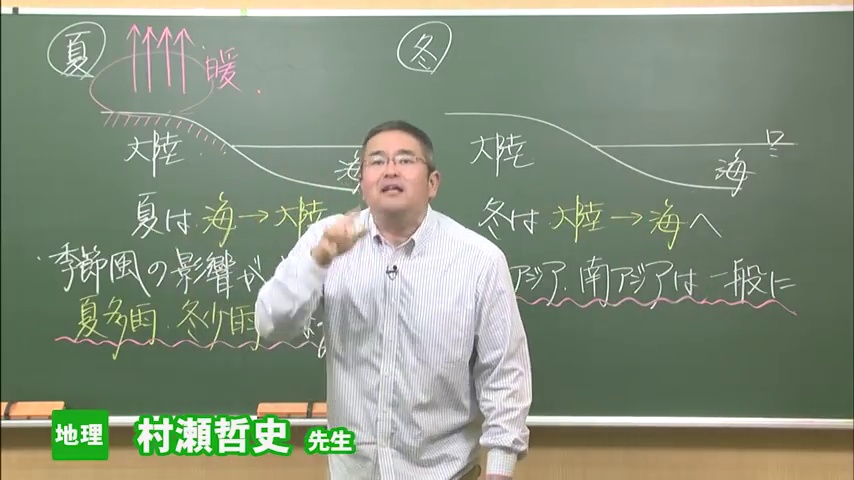 夏
冬
暖
大陸
海
大陸
海
夏は 海→大陸
冬は 大陸→海へ
季節風の影響が
アジア.南アジアは一般に
夏多雨.冬少雨
地理 村瀬哲史 先生